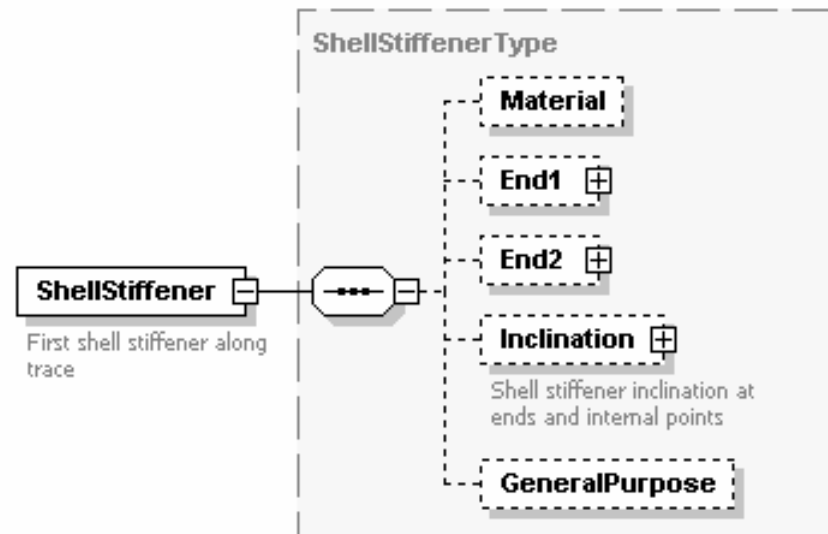 ShellStiffenerType
Material
End1
End2
ShellStiffener
First shell stiffener along
trace
Inclination
Shell stiffener inclination at
ends and internal points
GeneralPurpose